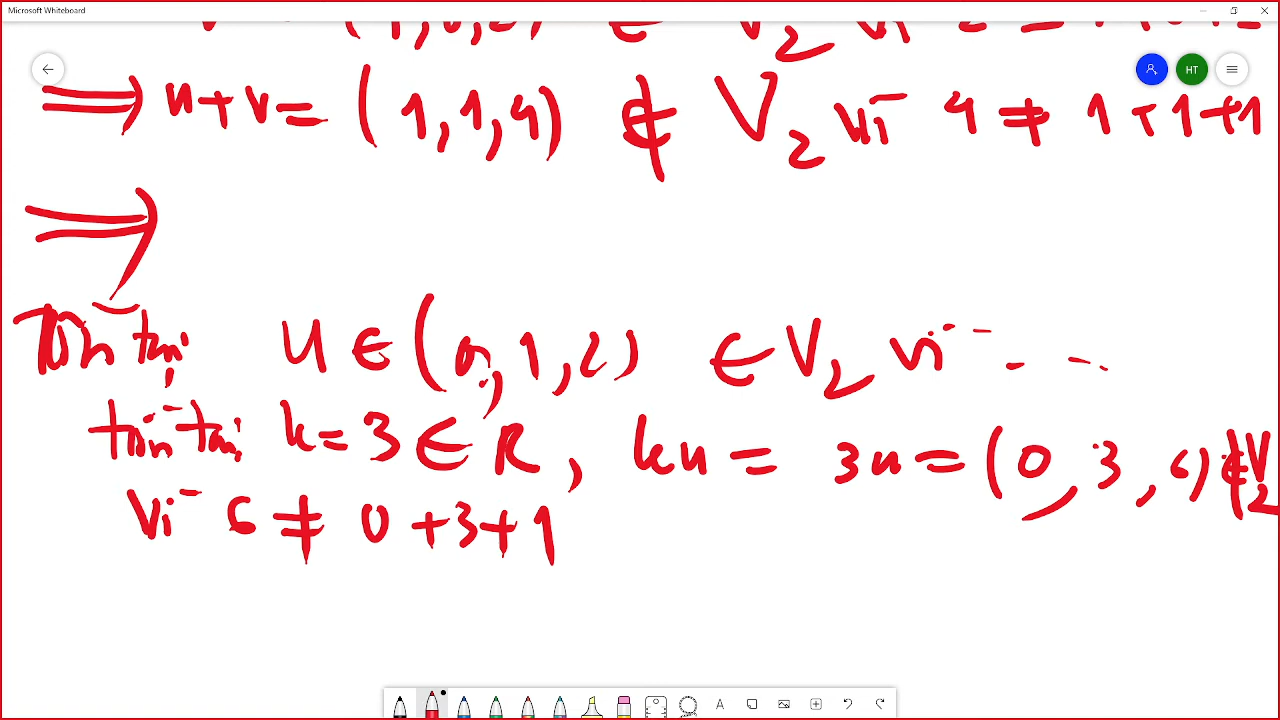 Microsoft Whiteboard
HT
⟹ u+v = (1,1,4) ∉ V₂ vì 4 ≠ 1+1+1
⟹
Tồn tại u ∈ (0,1,2) ∈ V₂ vì ...
tồn tại k = 3 ∈ R, ku = 3u = (0,3,6) ∉ V₂
vì 6 ≠ 0+3+1